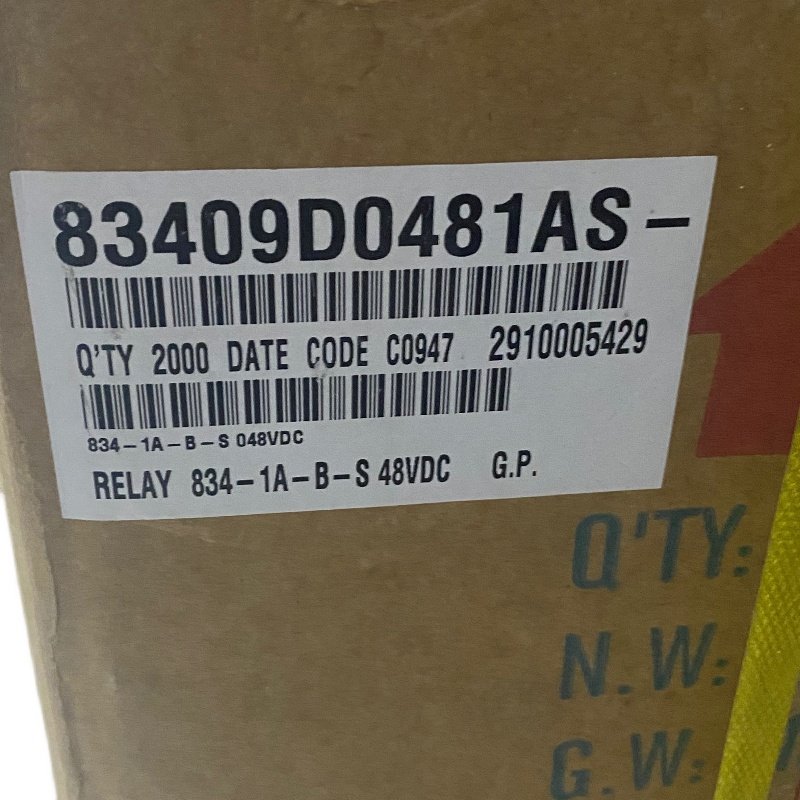 83409D0481AS-
Q'TY 2000 DATE CODE C0947 2910005429
834-1A-B-S 048VDC
RELAY 834-1A-B-S 48VDC G.P.
Q'TY:
N.W:
G.W: